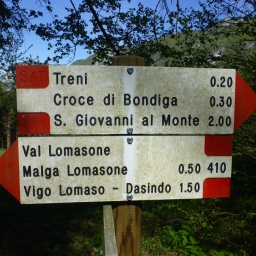 SAT Treni 0.20
Croce di Bondiga 0.30
S. Giovanni al Monte 2.00
Val Lomasone
Malga Lomasone 0.50 410
Vigo Lomaso - Dasindo 1.50